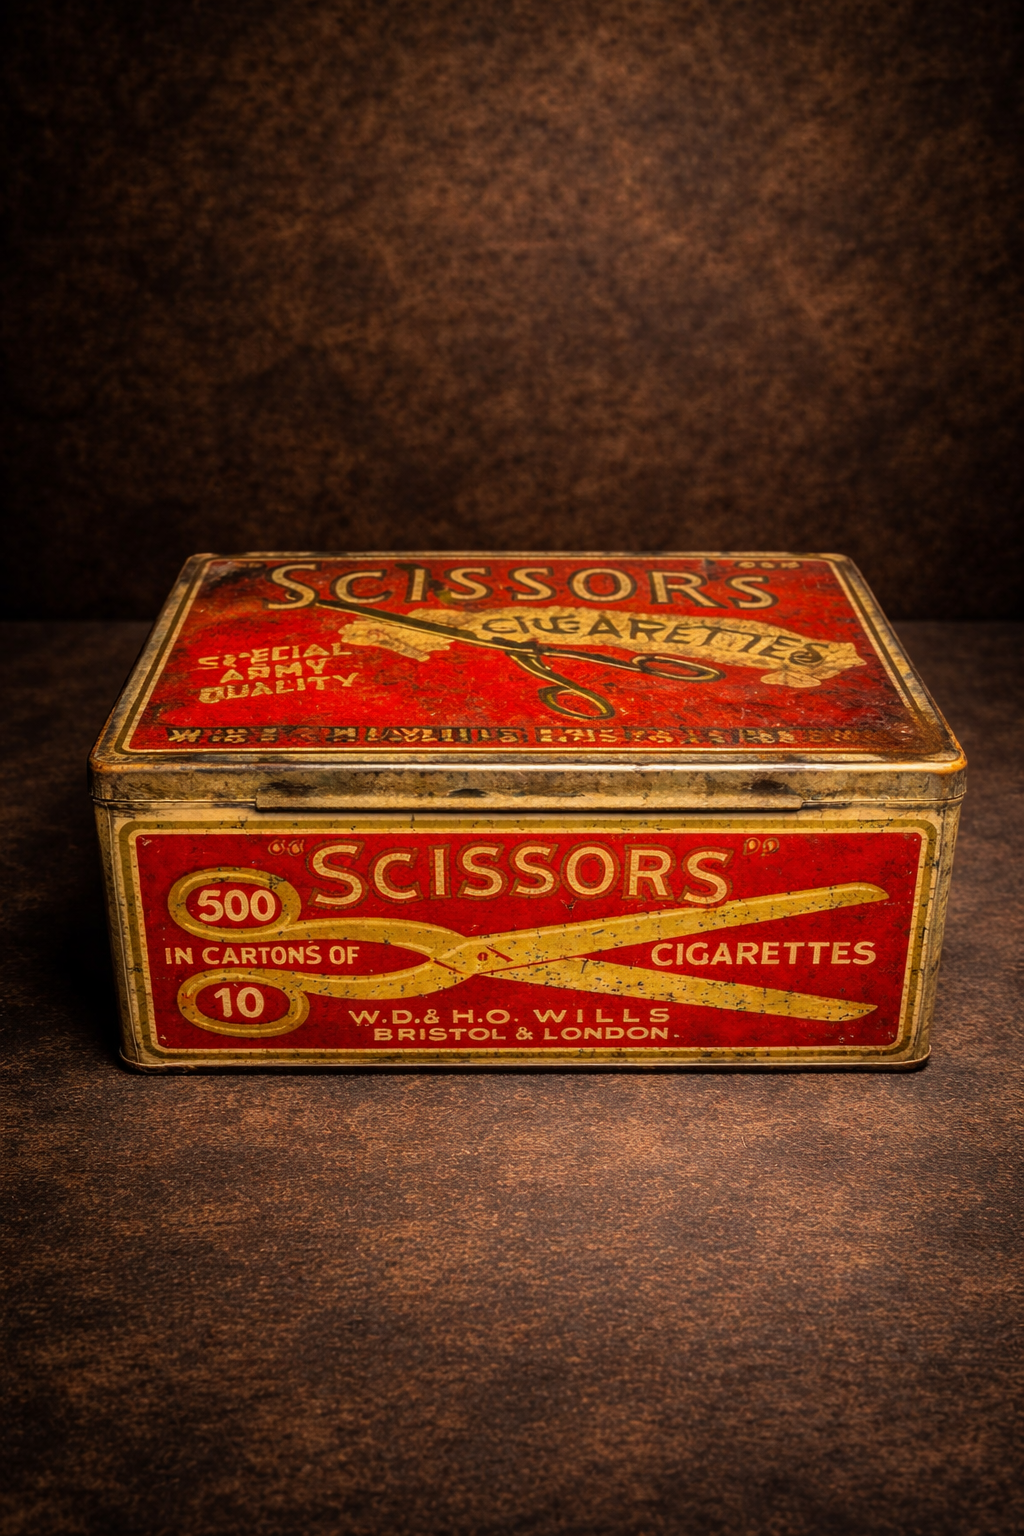 "SCISSORS"
CIGARETTES
SPECIAL
ARMY
QUALITY
"SCISSORS"
500
IN CARTONS OF
CIGARETTES
10
W.D. & H.O. WILLS
BRISTOL & LONDON.